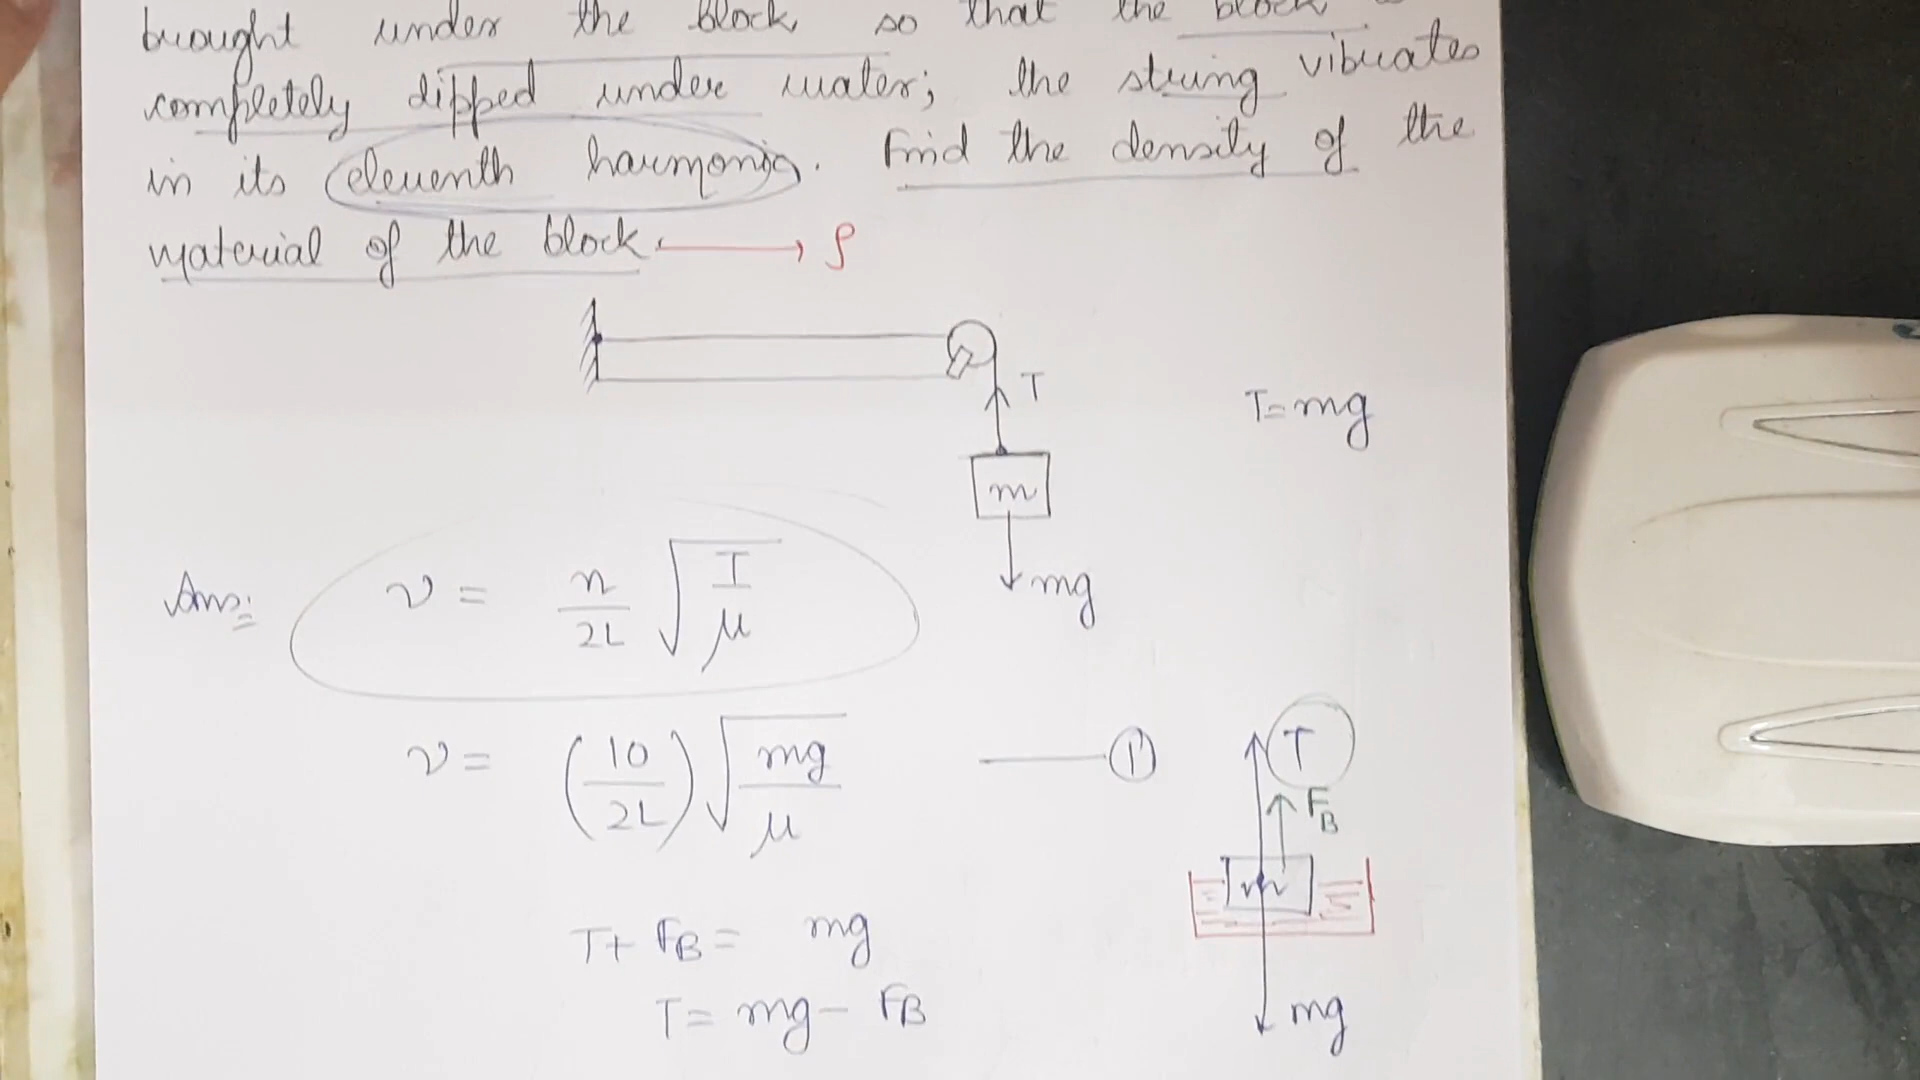 brought under the block so that the block
completely dipped under water; the string vibrates
in its eleventh harmonic. Find the density of the
material of the block. → ρ
T
T = mg
m
mg
Ans:
ν = n/2L √(T/μ)
ν = (10/2L) √(mg/μ) — ①
T
F_B
m
T + F_B = mg
T = mg - F_B
mg